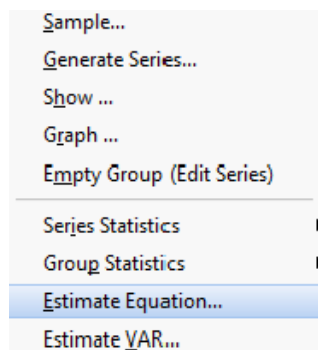 Sample...
Generate Series...
Show ...
Graph ...
Empty Group (Edit Series)
Series Statistics
Group Statistics
Estimate Equation...
Estimate VAR...